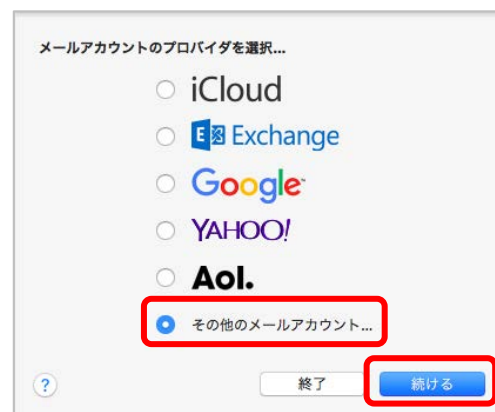 メールアカウントのプロバイダを選択...
iCloud
E Exchange
Google
YAHOO!
Aol.
その他のメールアカウント...
? 終了 続ける